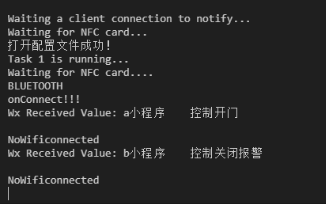 Waiting a client connection to notify...
Waiting for NFC card...
打开配置文件成功!
Task 1 is running...
Waiting for NFC card....
BLUETOOTH
onConnect!!!
Wx Received Value: a小程序    控制开门
NoWificonnected
Wx Received Value: b小程序    控制关闭报警
NoWificonnected